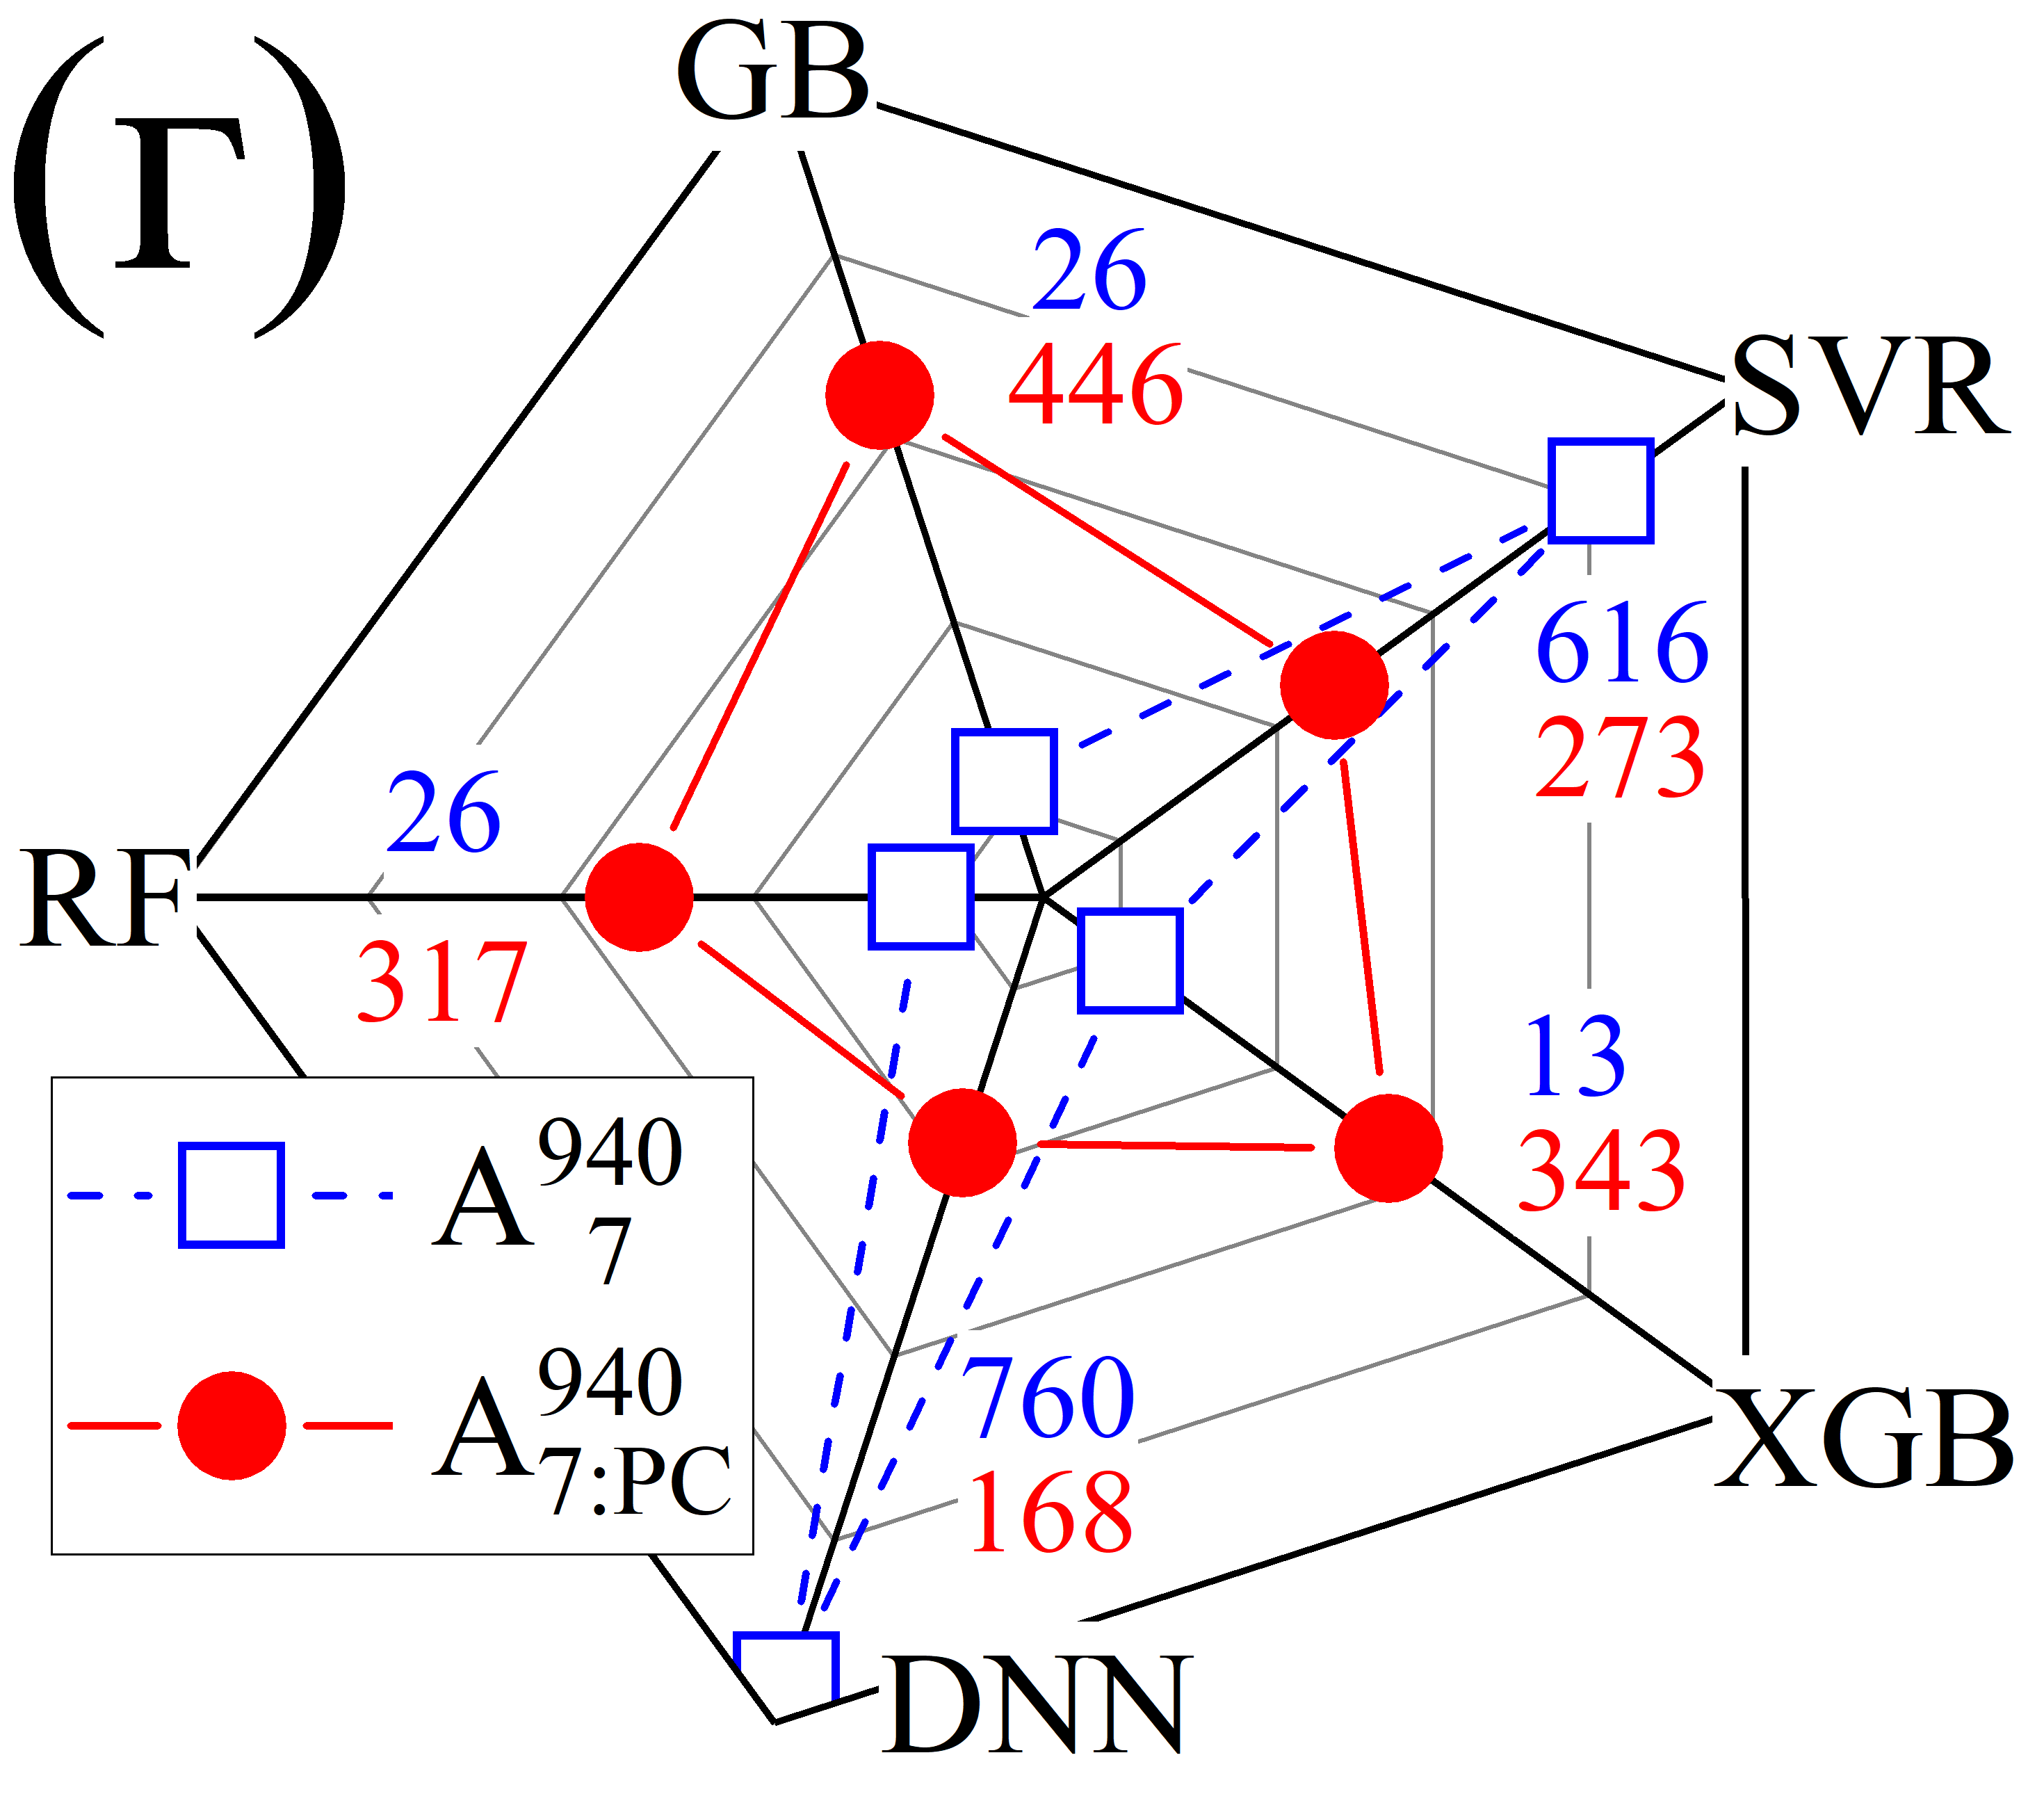 (г)
GB
26
446
SVR
616
273
26
RF
317
13
343
760
168
XGB
DNN
A 940 7
A 940 7:PC